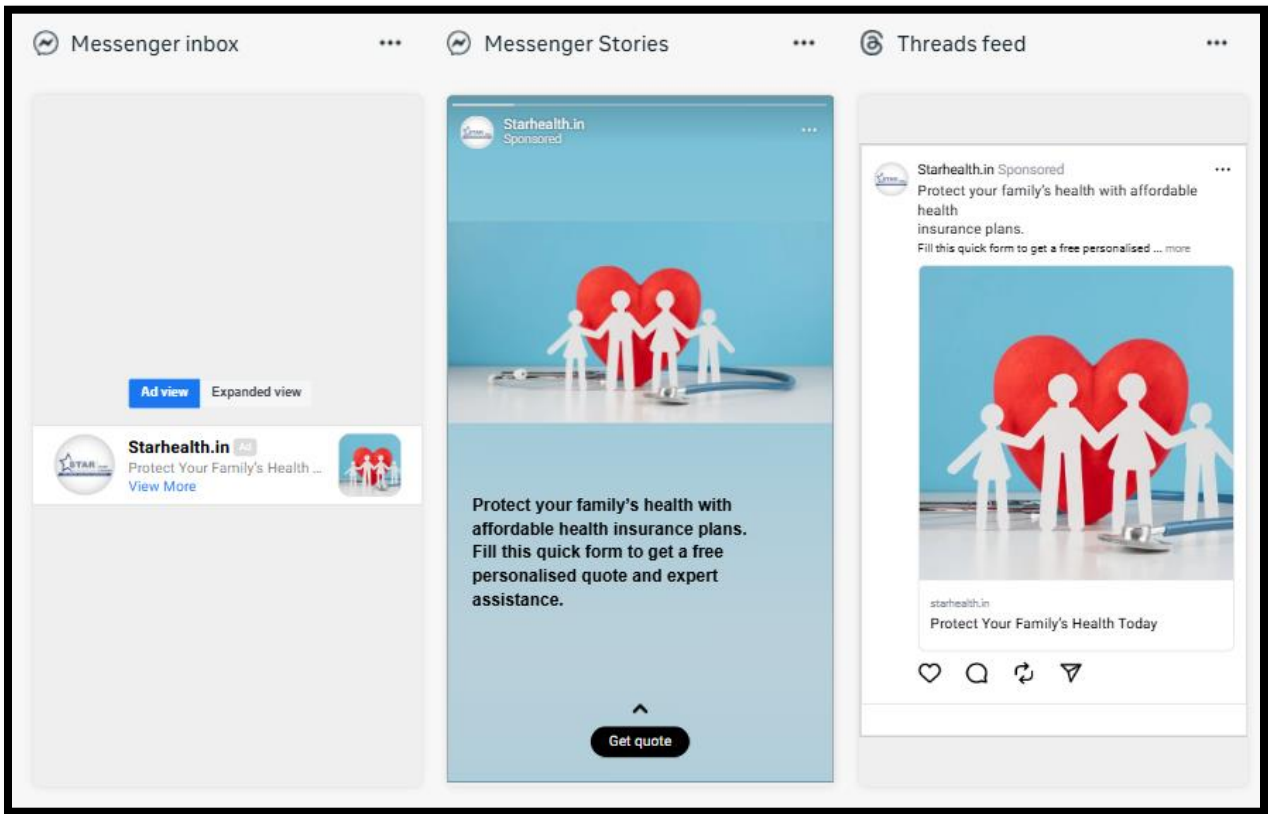 Messenger inbox
Ad view
Expanded view
Starhealth.in Ad
Protect Your Family's Health ...
View More
STAR
Messenger Stories
Starhealth.in
Sponsored
Protect your family's health with
affordable health insurance plans.
Fill this quick form to get a free
personalised quote and expert
assistance.
Get quote
Threads feed
Starhealth.in Sponsored
Protect your family's health with affordable
health
insurance plans.
Fill this quick form to get a free personalised ... more
starhealth.in
Protect Your Family's Health Today